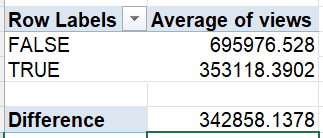 Row Labels Average of views
FALSE 695976.528
TRUE 353118.3902
Difference 342858.1378